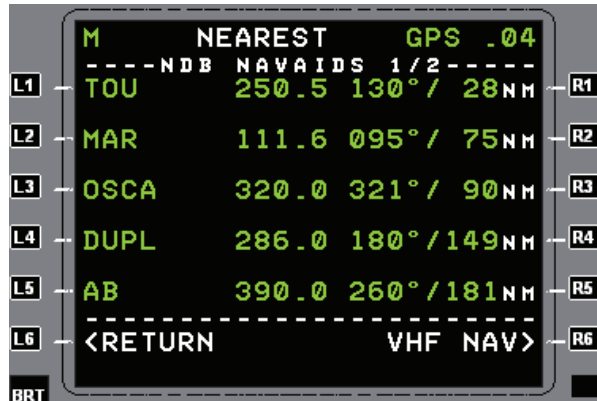 M NEAREST GPS .04
----NDB NAVAIDS 1/2-----
L1 TOU 250.5 130°/ 28NM R1
L2 MAR 111.6 095°/ 75NM R2
L3 OSCA 320.0 321°/ 90NM R3
L4 DUPL 286.0 180°/149NM R4
L5 AB 390.0 260°/181NM R5
L6 <RETURN VHF NAV> R6
BRT